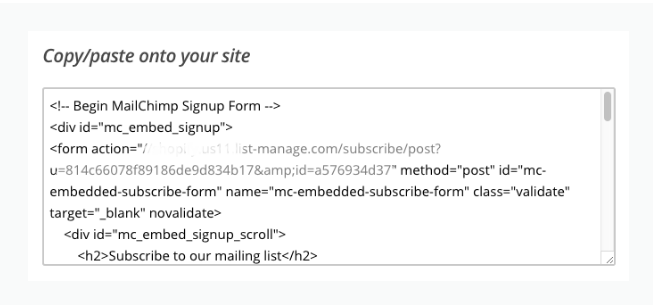 Copy/paste onto your site
<!-- Begin MailChimp Signup Form -->
<div id="mc_embed_signup">
<form action="/ list-manage.com/subscribe/post?
u=814c66078f89186de9d834b17&amp;id=a576934d37" method="post" id="mc-
embedded-subscribe-form" name="mc-embedded-subscribe-form" class="validate"
target="_blank" novalidate>
<div id="mc_embed_signup_scroll">
<h2>Subscribe to our mailing list</h2>